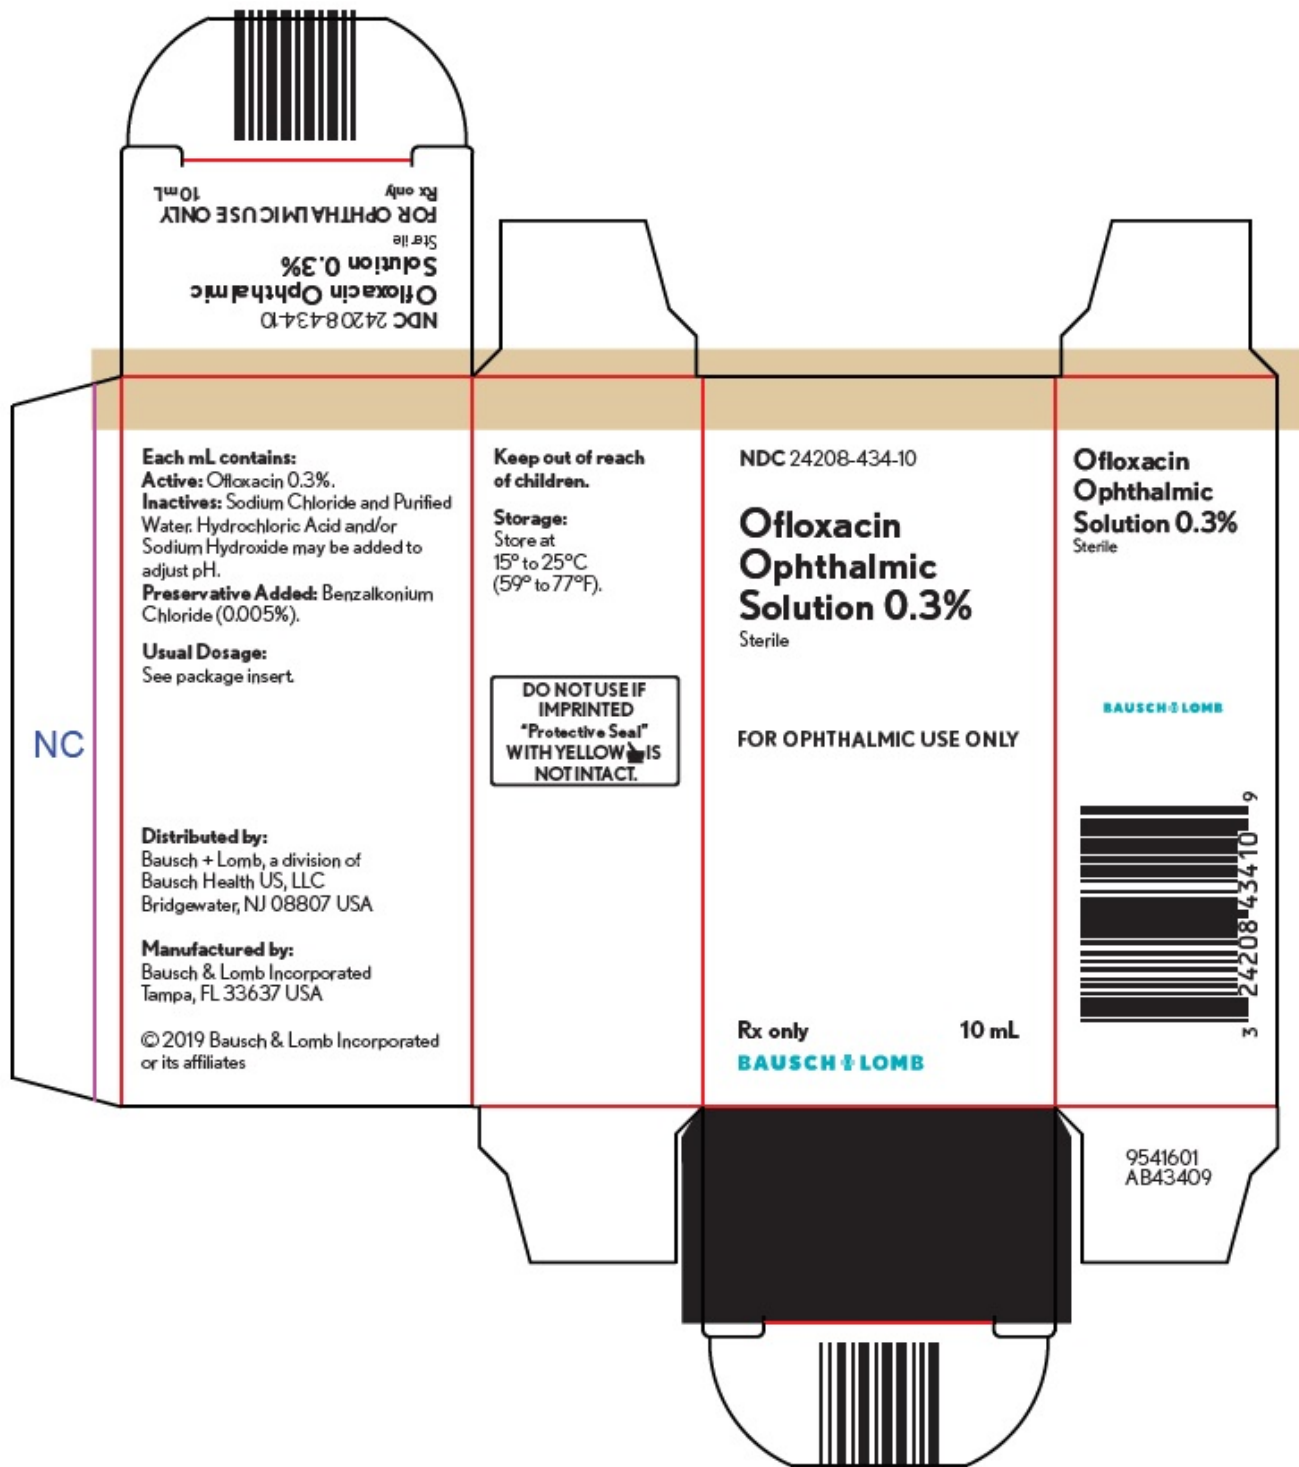 NDC 24208-434-10
Ofloxacin Ophthalmic
Solution 0.3%
Sterile
FOR OPHTHALMIC USE ONLY
Rx only 10 mL
NC
Each mL contains:
Active: Ofloxacin 0.3%.
Inactives: Sodium Chloride and Purified
Water. Hydrochloric Acid and/or
Sodium Hydroxide may be added to
adjust pH.
Preservative Added: Benzalkonium
Chloride (0.005%).
Usual Dosage:
See package insert.
Distributed by:
Bausch + Lomb, a division of
Bausch Health US, LLC
Bridgewater, NJ 08807 USA
Manufactured by:
Bausch & Lomb Incorporated
Tampa, FL 33637 USA
© 2019 Bausch & Lomb Incorporated
or its affiliates
Keep out of reach
of children.
Storage:
Store at
15° to 25°C
(59° to 77°F).
DO NOT USE IF
IMPRINTED
"Protective Seal"
WITH YELLOW IS
NOT INTACT.
NDC 24208-434-10
Ofloxacin
Ophthalmic
Solution 0.3%
Sterile
FOR OPHTHALMIC USE ONLY
Rx only 10 mL
BAUSCH + LOMB
Ofloxacin
Ophthalmic
Solution 0.3%
Sterile
BAUSCH + LOMB
3 24208 43410 9
9541601
AB43409